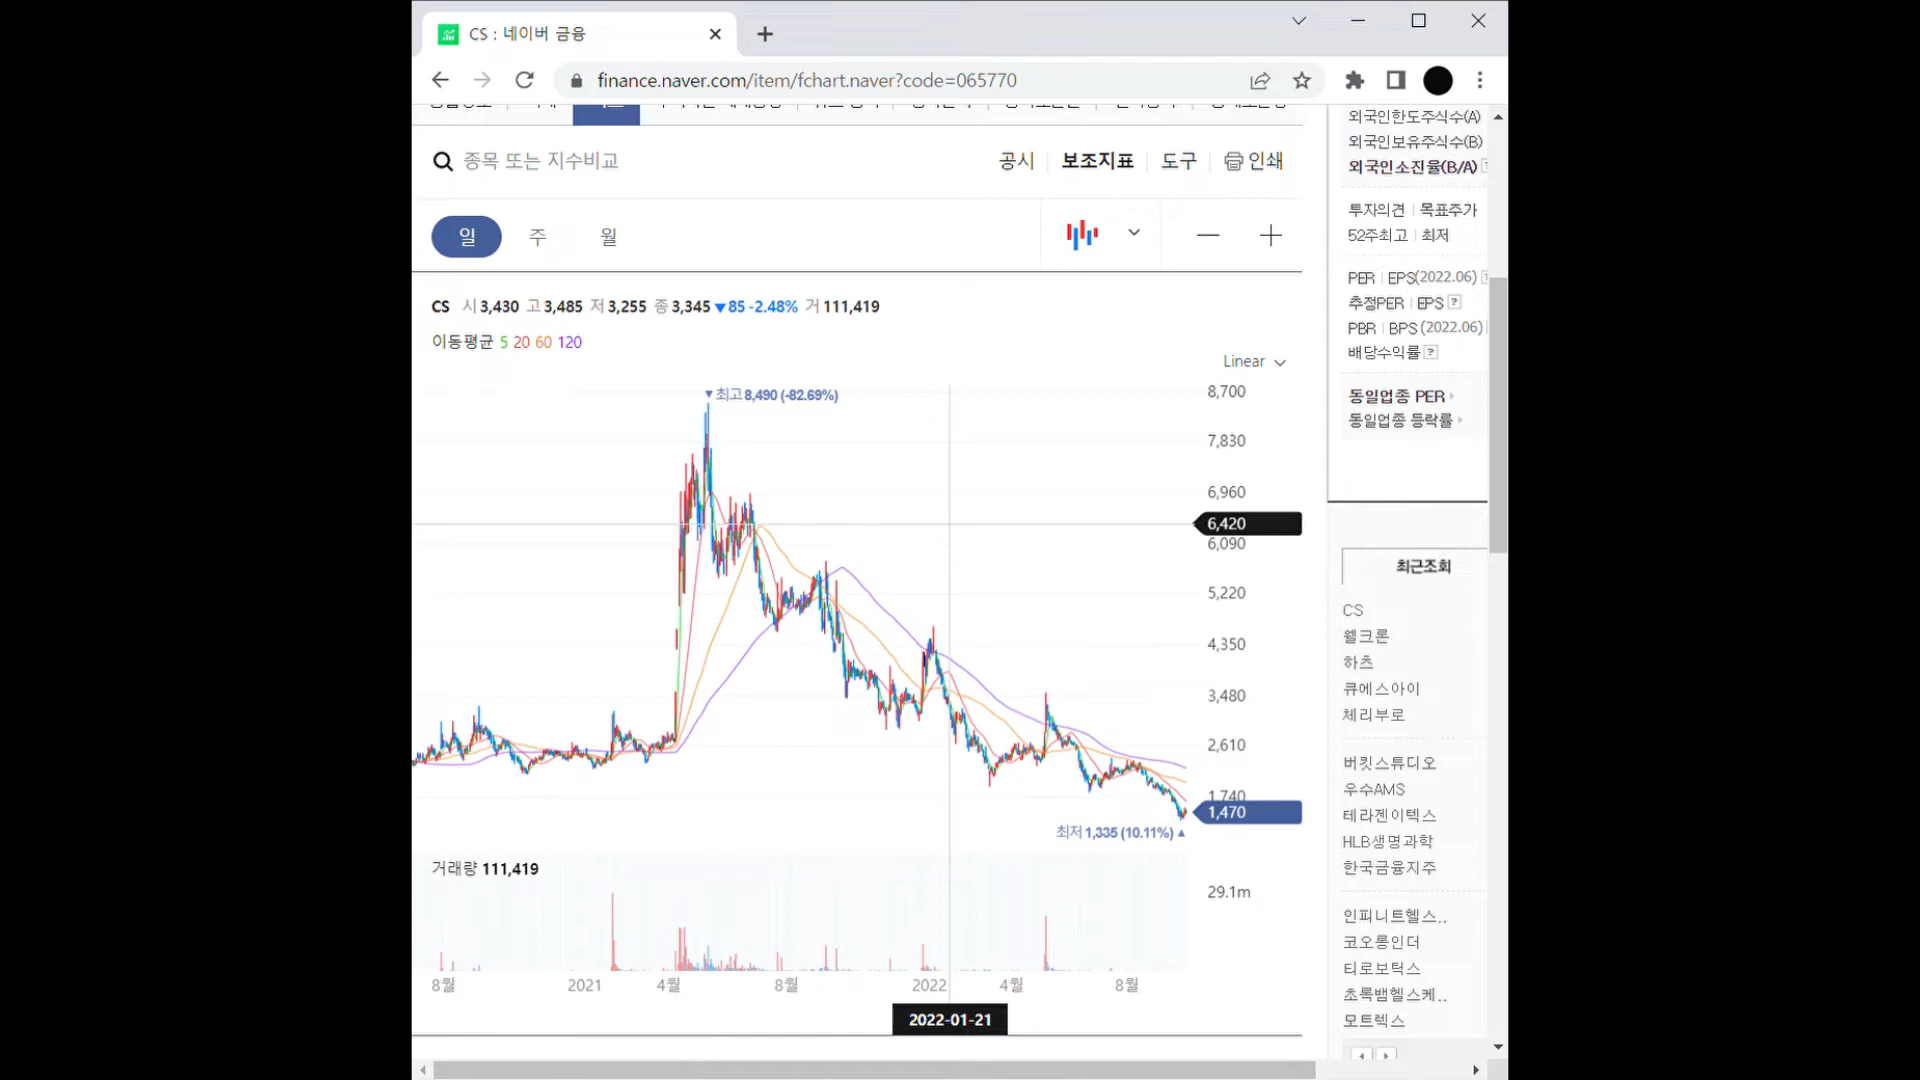 CS : 네이버 금융
finance.naver.com/item/fchart.naver?code=065770
종목 또는 지수비교
공시 보조지표 도구 인쇄
일 주 월
CS 시 3,430 고 3,485 저 3,255 종 3,345 ▼85 -2.48% 거 111,419
이동평균 5 20 60 120
Linear
최고 8,490 (-82.69%)
8,700
7,830
6,960
6,420
6,090
5,220
4,350
3,480
2,610
1,740
1,470
최저 1,335 (10.11%)
거래량 111,419
29.1m
8월 2021 4월 8월 2022 4월 8월
2022-01-21
외국인한도주식수(A)
외국인보유주식수(B)
외국인소진율(B/A)
투자의견 | 목표주가
52주최고 | 최저
PER | EPS(2022.06)
추정PER | EPS
PBR | BPS (2022.06)
배당수익률
동일업종 PER
동일업종 등락률
최근조회
CS
웰크론
하츠
큐에스아이
체리부로
버킷스튜디오
우수AMS
테라젠이텍스
HLB생명과학
한국금융지주
인피니트헬스..
코오롱인더
티로보틱스
초록뱀헬스케..
모트렉스